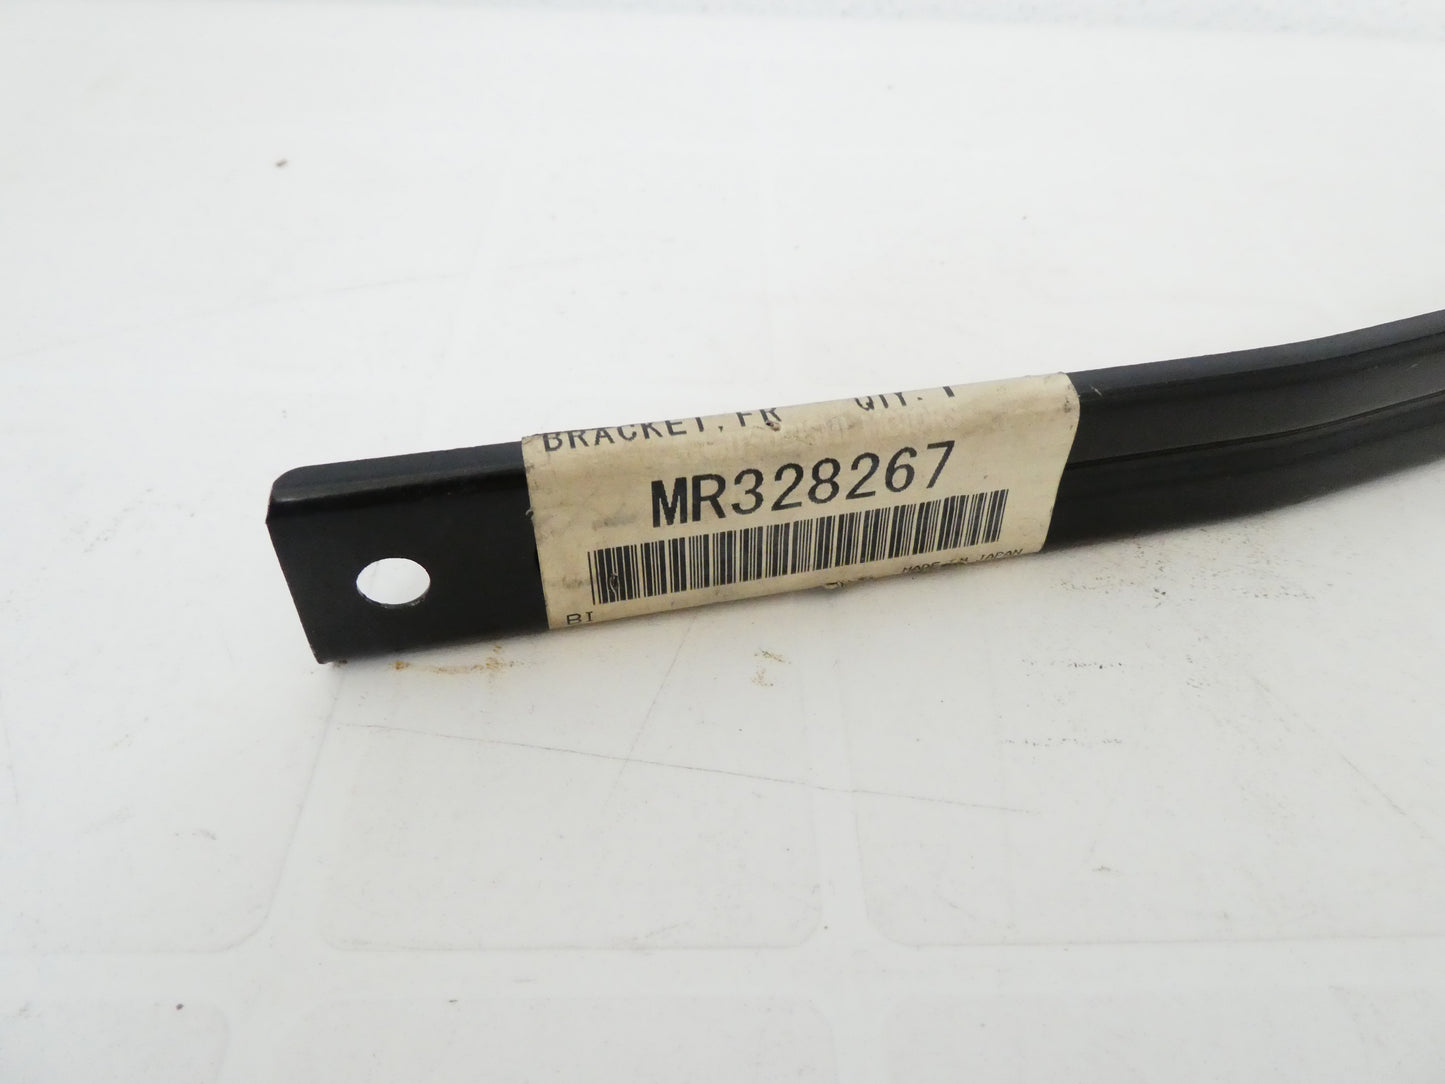 BRACKET, FR QTY. 1
MR328267
MADE IN JAPAN
BI